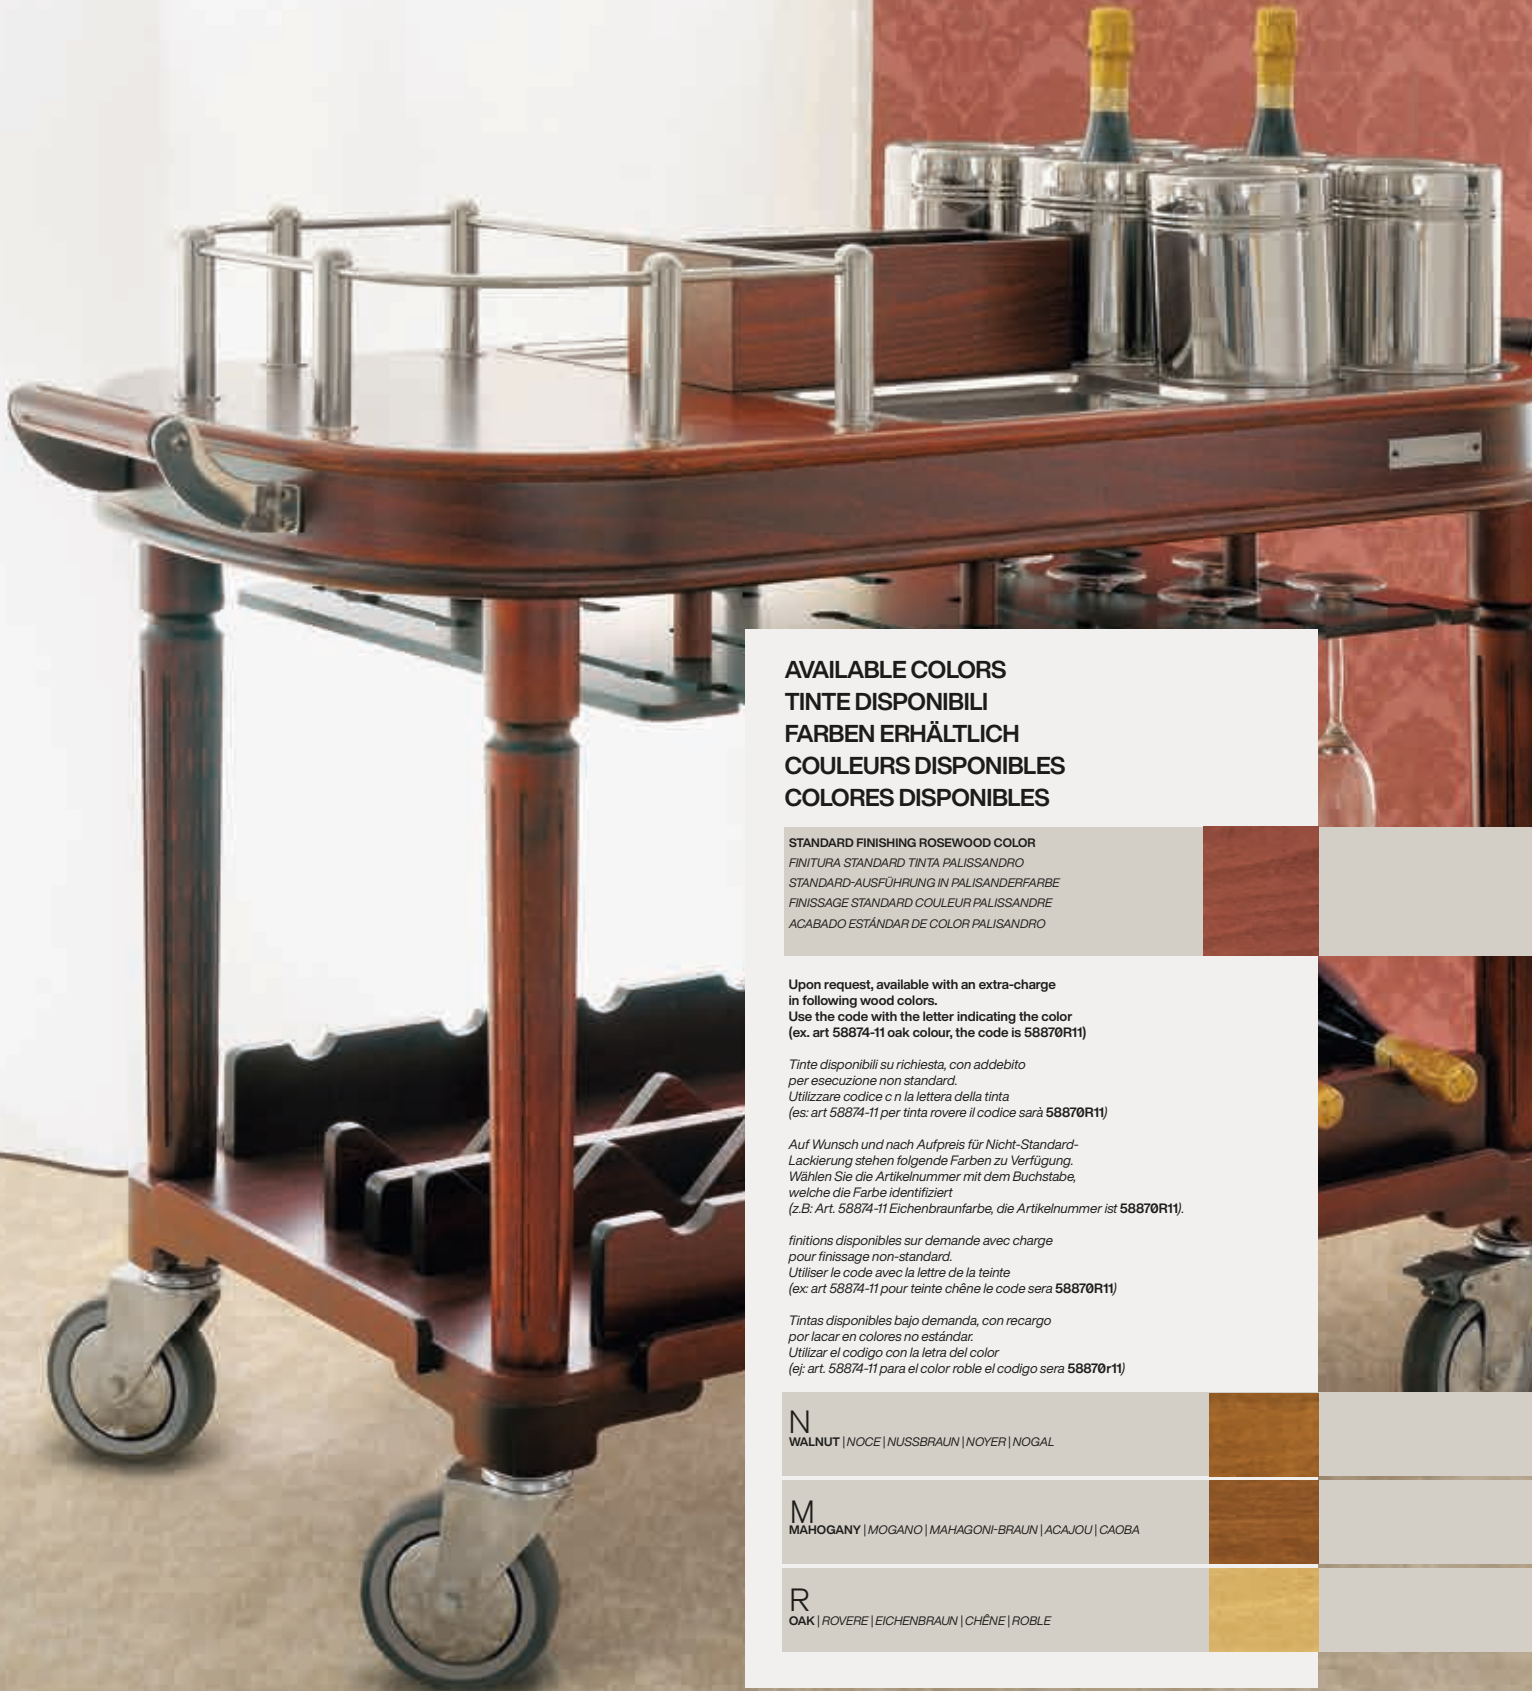 AVAILABLE COLORS
TINTE DISPONIBILI
FARBEN ERHÄLTLICH
COULEURS DISPONIBLES
COLORES DISPONIBLES
STANDARD FINISHING ROSEWOOD COLOR
FINITURA STANDARD TINTA PALISSANDRO
STANDARD-AUSFÜHRUNG IN PALISANDERFARBE
FINISSAGE STANDARD COULEUR PALISSANDRE
ACABADO ESTÁNDAR DE COLOR PALISANDRO
Upon request, available with an extra-charge
in following wood colors.
Use the code with the letter indicating the color
(ex. art 58874-11 oak colour, the code is 58870R11)
Tinte disponibili su richiesta, con addebito
per esecuzione non standard.
Utilizzare codice c n la lettera della tinta
(es: art 58874-11 per tinta rovere il codice sarà 58870R11)
Auf Wunsch und nach Aufpreis für Nicht-Standard-
Lackierung stehen folgende Farben zu Verfügung.
Wählen Sie die Artikelnummer mit dem Buchstabe,
welche die Farbe identifiziert
(z.B: Art. 58874-11 Eichenbraunfarbe, die Artikelnummer ist 58870R11).
finitions disponibles sur demande avec charge
pour finissage non-standard.
Utiliser le code avec la lettre de la teinte
(ex: art 58874-11 pour teinte chêne le code sera 58870R11)
Tintas disponibles bajo demanda, con recargo
por lacar en colores no estándar.
Utilizar el codigo con la letra del color
(ej: art. 58874-11 para el color roble el codigo sera 58870r11)
N
WALNUT | NOCE | NUSSBRAUN | NOYER | NOGAL
M
MAHOGANY | MOGANO | MAHAGONI-BRAUN | ACAJOU | CAOBA
R
OAK | ROVERE | EICHENBRAUN | CHÊNE | ROBLE